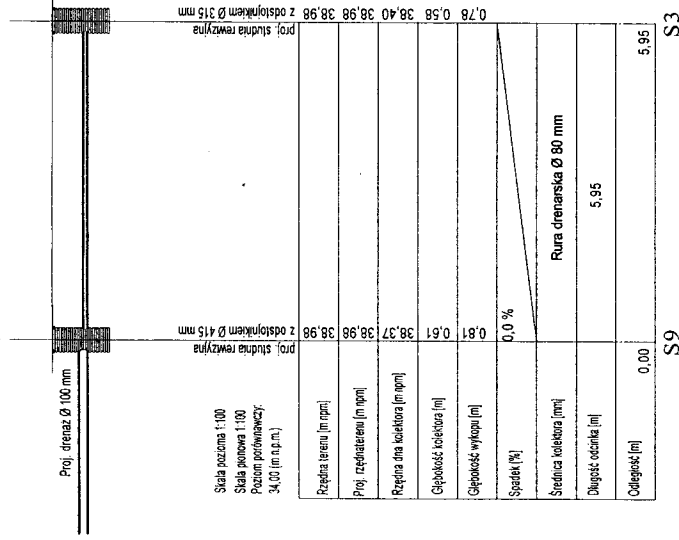 Proj. drenaż Ø 100 mm
proj. studnia rewizyjna
z odstojnikiem Ø 415 mm
proj. studnia rewizyjna
z odstojnikiem Ø 315 mm
Skala pozioma 1:100
Skala pionowa 1:100
Poziom porównawczy:
34,00 (m n.p.m.)
Rzędna terenu [m npm] 38,98 38,98
Proj. rzędnaterenu [m npm] 38,98 38,98
Rzędna dna kolektora [m npm] 38,37 38,40
Głębokość kolektora [m] 0,61 0,58
Głębokość wykopu [m] 0,81 0,78
Spadek [%] 0,0 %
Średnica kolektora [mm] Rura drenarska Ø 80 mm
Długość odcinka [m] 5,95
Odległość [m] 0,00 5,95
S9 S3